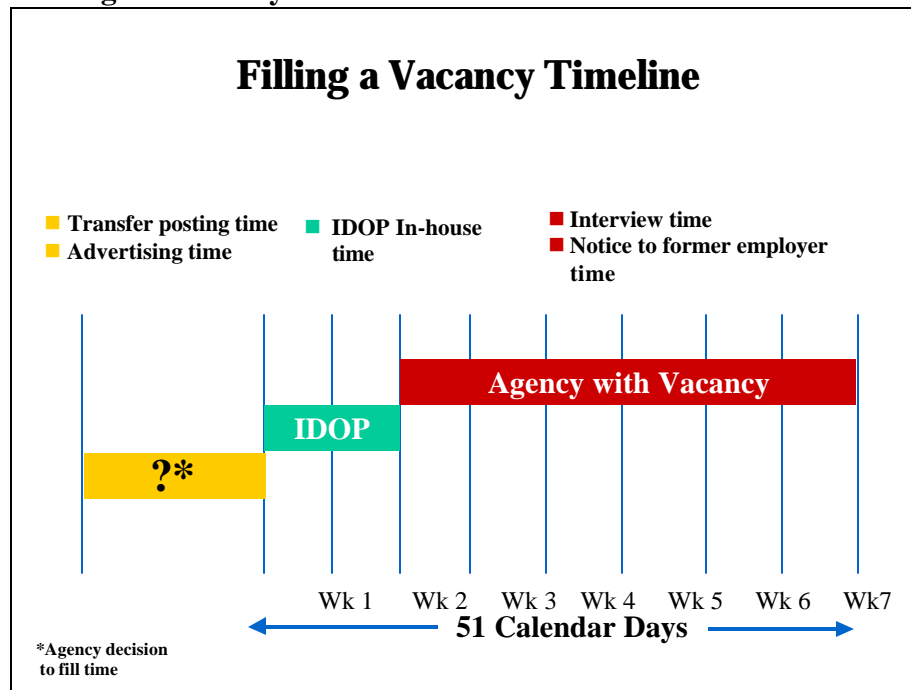 Filling a Vacancy Timeline
Transfer posting time
Advertising time
IDOP In-house
time
Interview time
Notice to former employer
time
Agency with Vacancy
IDOP
?*
Wk 1 Wk 2 Wk 3 Wk 4 Wk 5 Wk 6 Wk7
51 Calendar Days
*Agency decision
to fill time